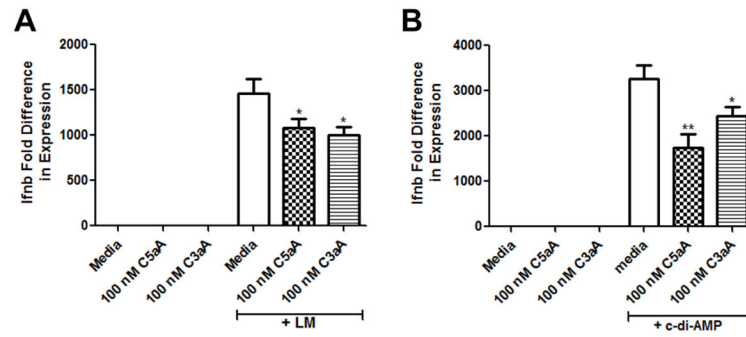 A
Ifnb Fold Difference
in Expression
2000
1500
1000
500
0
*
*
Media
100 nM C5aA
100 nM C3aA
Media
100 nM C5aA
100 nM C3aA
+ LM
B
Ifnb Fold Difference
in Expression
4000
3000
2000
1000
0
**
*
Media
100 nM C5aA
100 nM C3aA
media
100 nM C5aA
100 nM C3aA
+ c-di-AMP